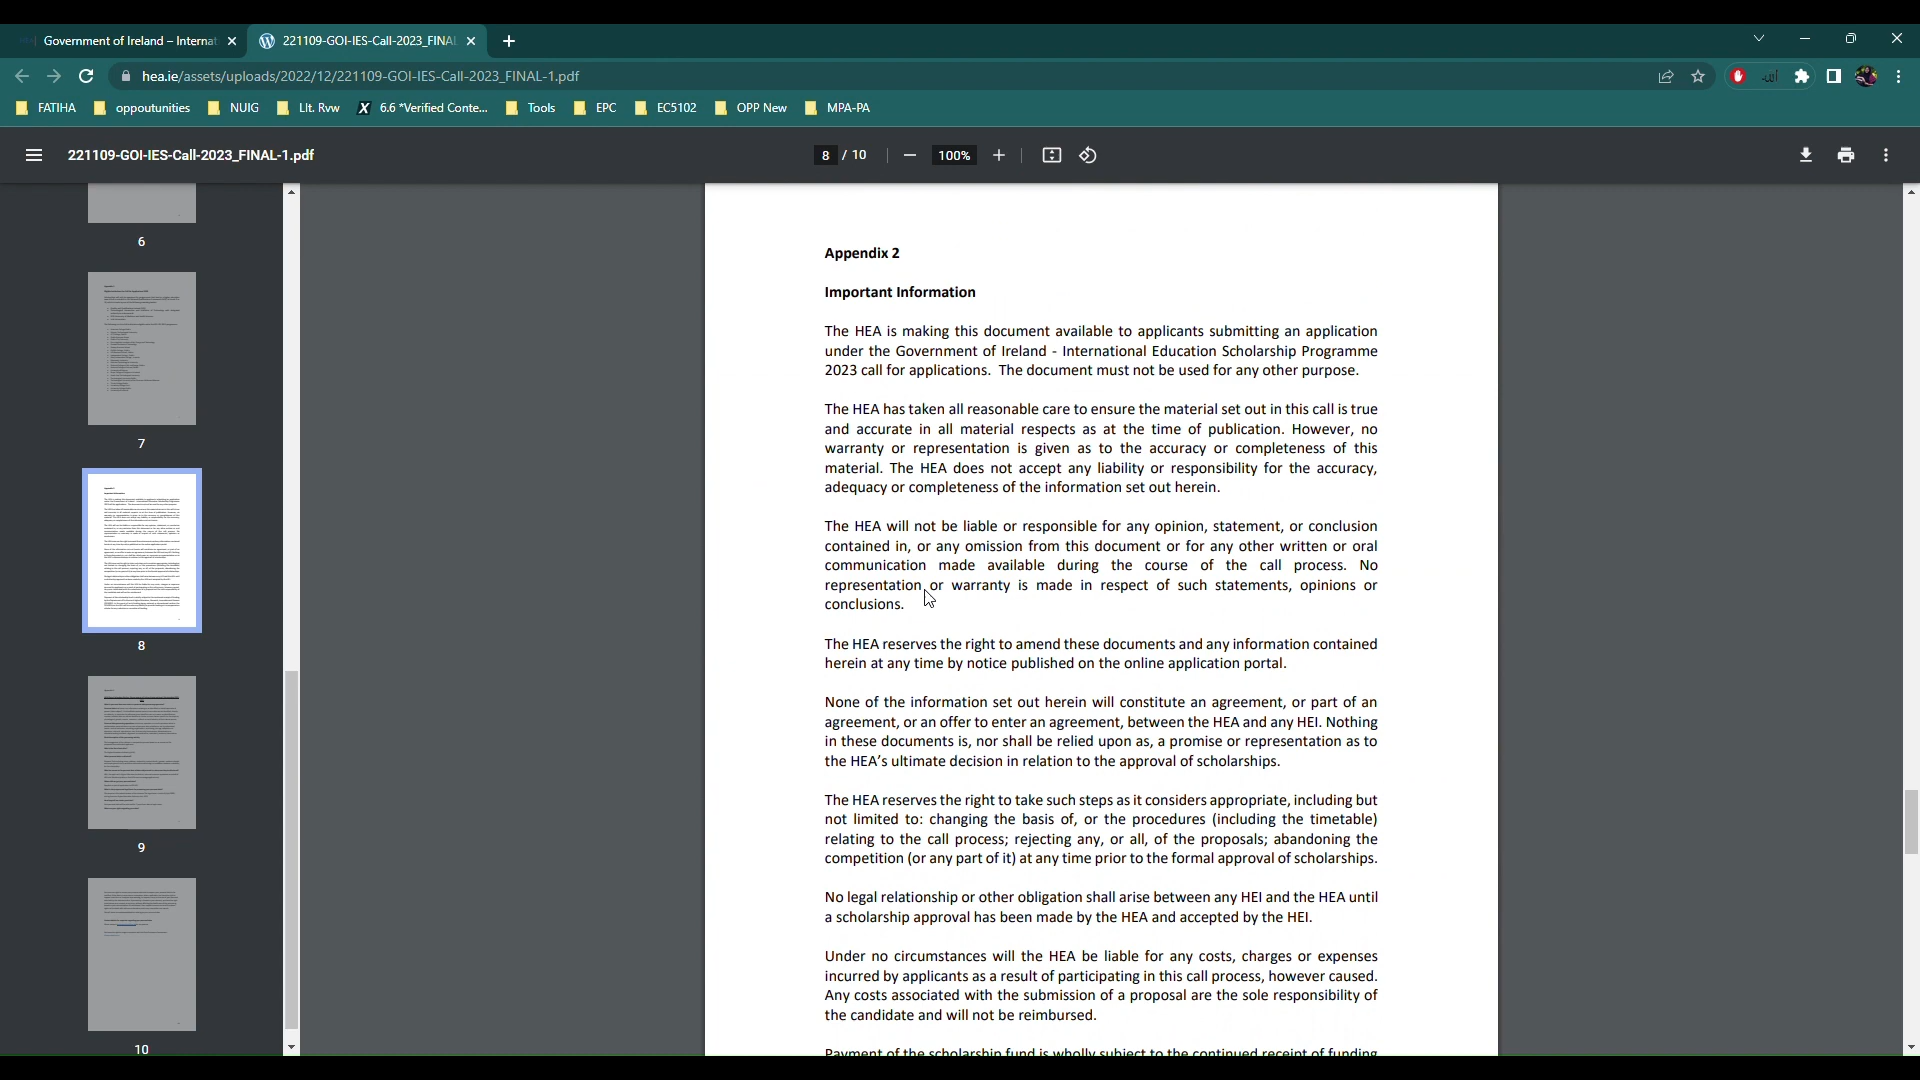 Government of Ireland – Internat
221109-GOI-IES-Call-2023_FINAL
hea.ie/assets/uploads/2022/12/221109-GOI-IES-Call-2023_FINAL-1.pdf
FATIHA
oppoutunities
NUIG
LIt. Rvw
X 6.6 *Verified Conte...
Tools
EPC
EC5102
OPP New
MPA-PA
221109-GOI-IES-Call-2023_FINAL-1.pdf
8 / 10
100%
6
7
8
9
10
Appendix 2
Important Information
The HEA is making this document available to applicants submitting an application
under the Government of Ireland - International Education Scholarship Programme
2023 call for applications. The document must not be used for any other purpose.
The HEA has taken all reasonable care to ensure the material set out in this call is true
and accurate in all material respects as at the time of publication. However, no
warranty or representation is given as to the accuracy or completeness of this
material. The HEA does not accept any liability or responsibility for the accuracy,
adequacy or completeness of the information set out herein.
The HEA will not be liable or responsible for any opinion, statement, or conclusion
contained in, or any omission from this document or for any other written or oral
communication made available during the course of the call process. No
representation or warranty is made in respect of such statements, opinions or
conclusions.
The HEA reserves the right to amend these documents and any information contained
herein at any time by notice published on the online application portal.
None of the information set out herein will constitute an agreement, or part of an
agreement, or an offer to enter an agreement, between the HEA and any HEI. Nothing
in these documents is, nor shall be relied upon as, a promise or representation as to
the HEA’s ultimate decision in relation to the approval of scholarships.
The HEA reserves the right to take such steps as it considers appropriate, including but
not limited to: changing the basis of, or the procedures (including the timetable)
relating to the call process; rejecting any, or all, of the proposals; abandoning the
competition (or any part of it) at any time prior to the formal approval of scholarships.
No legal relationship or other obligation shall arise between any HEI and the HEA until
a scholarship approval has been made by the HEA and accepted by the HEI.
Under no circumstances will the HEA be liable for any costs, charges or expenses
incurred by applicants as a result of participating in this call process, however caused.
Any costs associated with the submission of a proposal are the sole responsibility of
the candidate and will not be reimbursed.
Payment of the scholarship fund is wholly subject to the continued receipt of funding